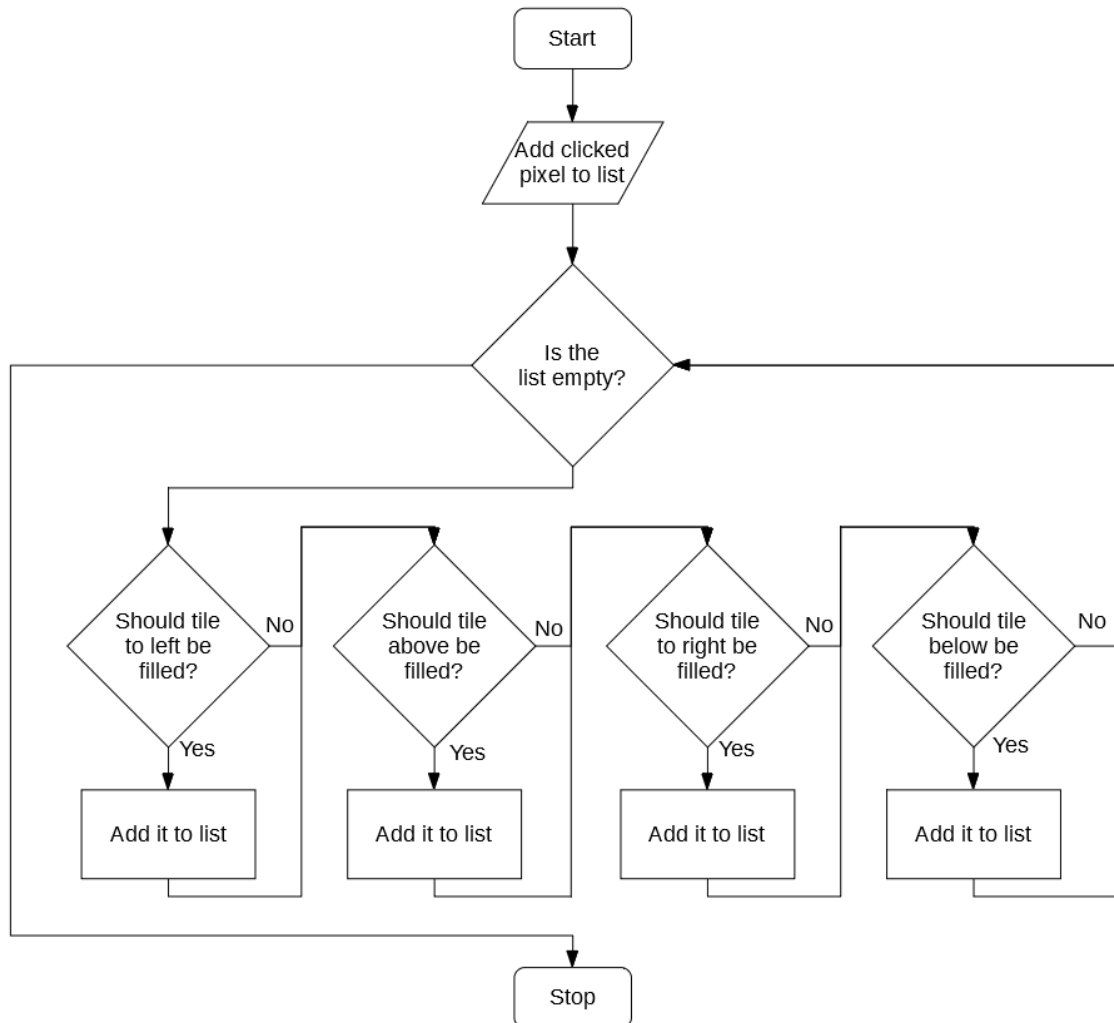 Start
Add clicked
pixel to list
Is the
list empty?
Should tile
to left be
filled?
No
Yes
Add it to list
Should tile
above be
filled?
No
Yes
Add it to list
Should tile
to right be
filled?
No
Yes
Add it to list
Should tile
below be
filled?
No
Yes
Add it to list
Stop